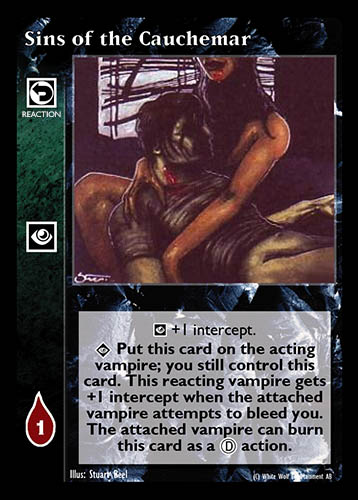 Sins of the Cauchemar
REACTION
+1 intercept.
Put this card on the acting
vampire; you still control this
card. This reacting vampire gets
+1 intercept when the attached
vampire attempts to bleed you.
The attached vampire can burn
this card as a D action.
1
Illus: Stuart Beel
(C) White Wolf Entertainment AB